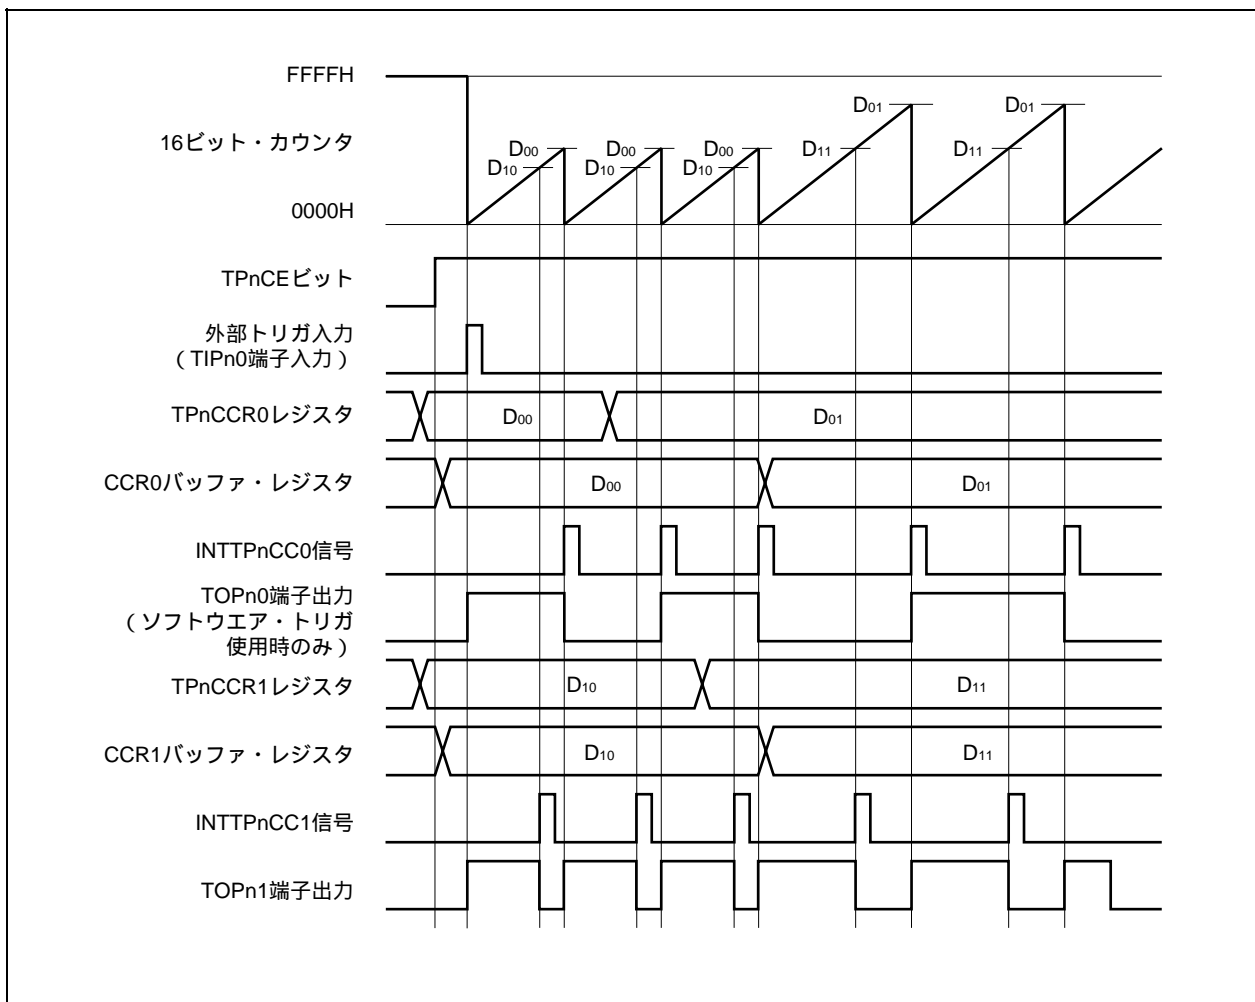 FFFFH
D01 D01
16ビット・カウンタ
D00 D00 D00 D11 D11
D10 D10 D10
0000H
TPnCEビット
外部トリガ入力
（TIPn0端子入力）
TPnCCR0レジスタ D00 D01
CCR0バッファ・レジスタ D00 D01
INTTPnCC0信号
TOPn0端子出力
（ソフトウエア・トリガ
使用時のみ）
TPnCCR1レジスタ D10 D11
CCR1バッファ・レジスタ D10 D11
INTTPnCC1信号
TOPn1端子出力